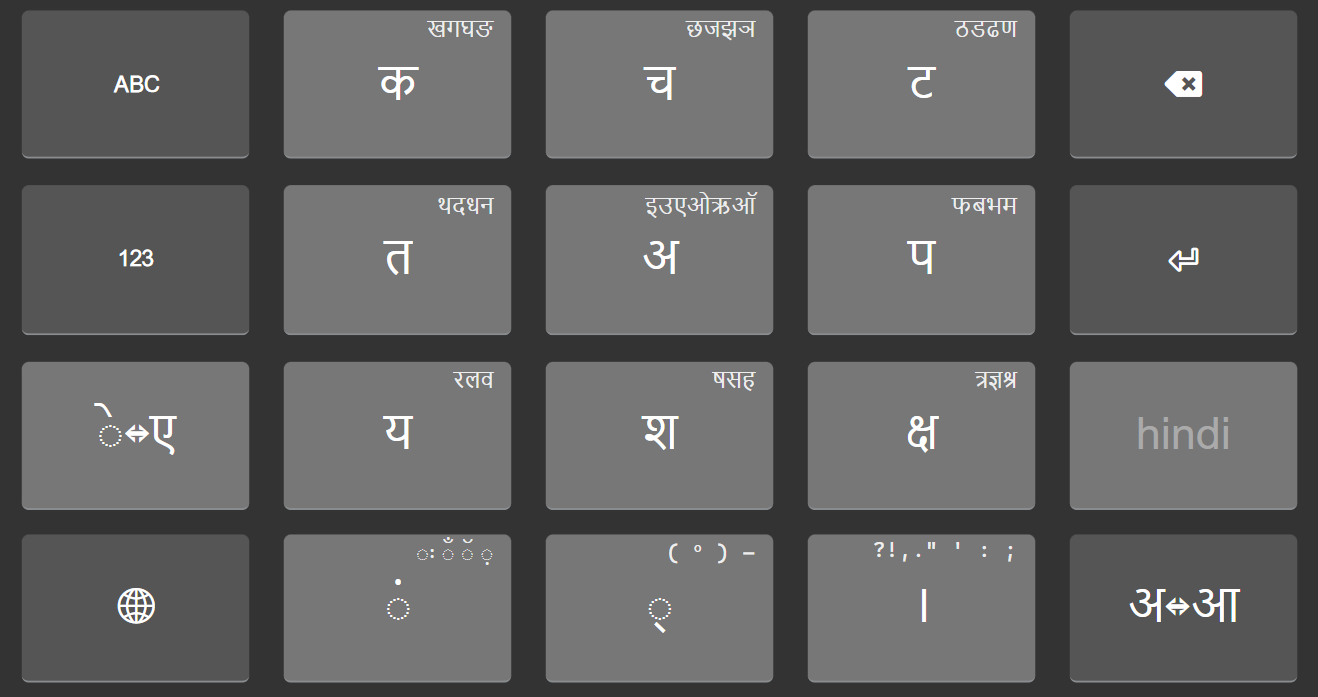 खगघङ छजझञ ठडढण
ABC क च ट
थदधन इउएओऋऑ फबभम
123 त अ प
रलव षसह त्रज्ञश्र
े⇔ए य श क्ष hindi
ः ँ ॅ ़ ( ° ) – ?!,." ' : ;
ं ् । अ⇔आ